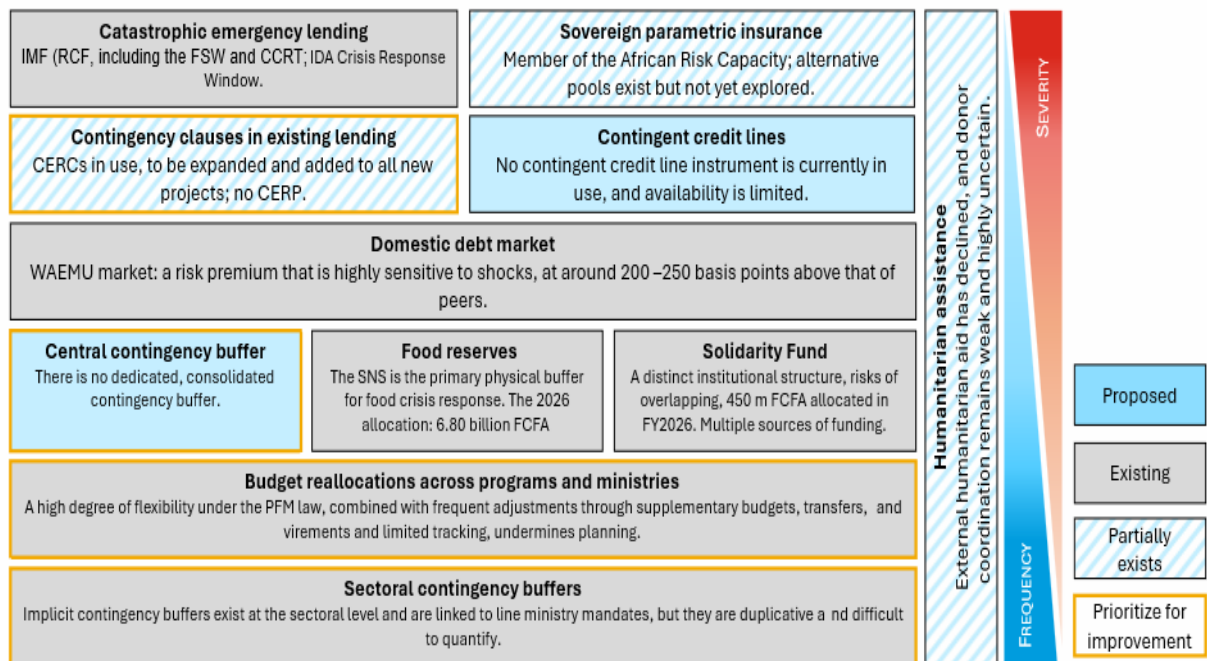 Catastrophic emergency lending
IMF (RCF, including the FSW and CCRT; IDA Crisis Response
Window.
Sovereign parametric insurance
Member of the African Risk Capacity; alternative
pools exist but not yet explored.
Contingency clauses in existing lending
CERCs in use, to be expanded and added to all new
projects; no CERP.
Contingent credit lines
No contingent credit line instrument is currently in
use, and availability is limited.
Domestic debt market
WAEMU market: a risk premium that is highly sensitive to shocks, at around 200 –250 basis points above that of
peers.
Central contingency buffer
There is no dedicated, consolidated
contingency buffer.
Food reserves
The SNS is the primary physical buffer
for food crisis response. The 2026
allocation: 6.80 billion FCFA
Solidarity Fund
A distinct institutional structure, risks of
overlapping, 450 m FCFA allocated in
FY2026. Multiple sources of funding.
Budget reallocations across programs and ministries
A high degree of flexibility under the PFM law, combined with frequent adjustments through supplementary budgets, transfers, and
virements and limited tracking, undermines planning.
Sectoral contingency buffers
Implicit contingency buffers exist at the sectoral level and are linked to line ministry mandates, but they are duplicative a nd difficult
to quantify.
Humanitarian assistance
External humanitarian aid has declined, and donor
coordination remains weak and highly uncertain.
SEVERITY
FREQUENCY
Proposed
Existing
Partially
exists
Prioritize for
improvement